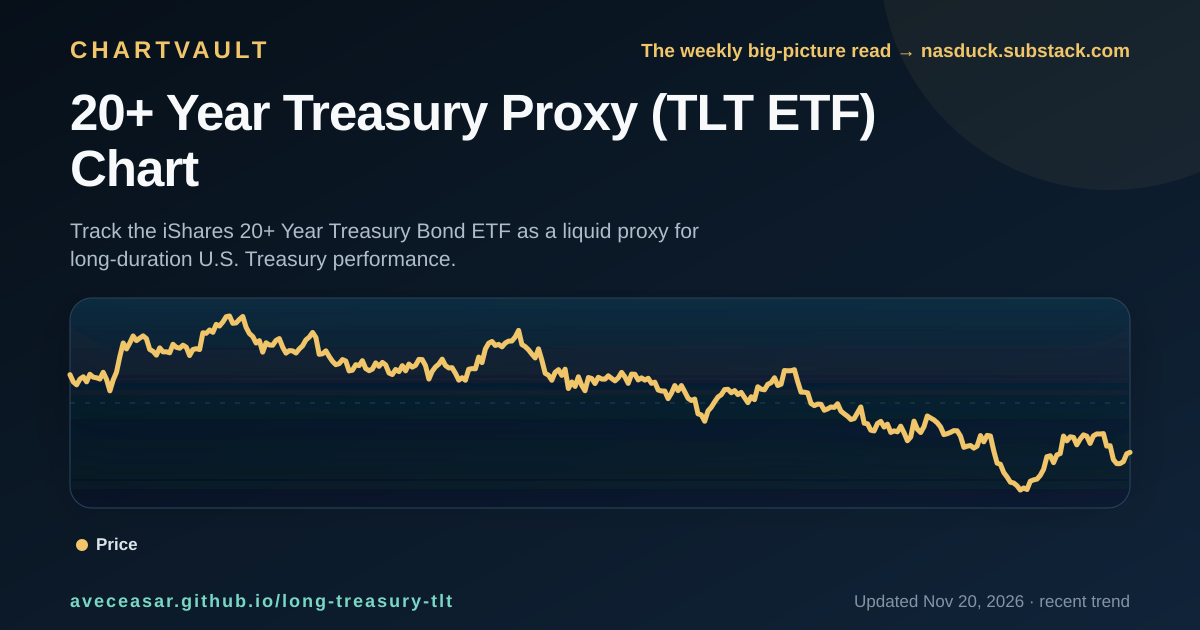 CHARTVAULT
The weekly big-picture read → nasduck.substack.com
20+ Year Treasury Proxy (TLT ETF)
Chart
Track the iShares 20+ Year Treasury Bond ETF as a liquid proxy for
long-duration U.S. Treasury performance.
Price
aveceasar.github.io/long-treasury-tlt
Updated Nov 20, 2026 · recent trend